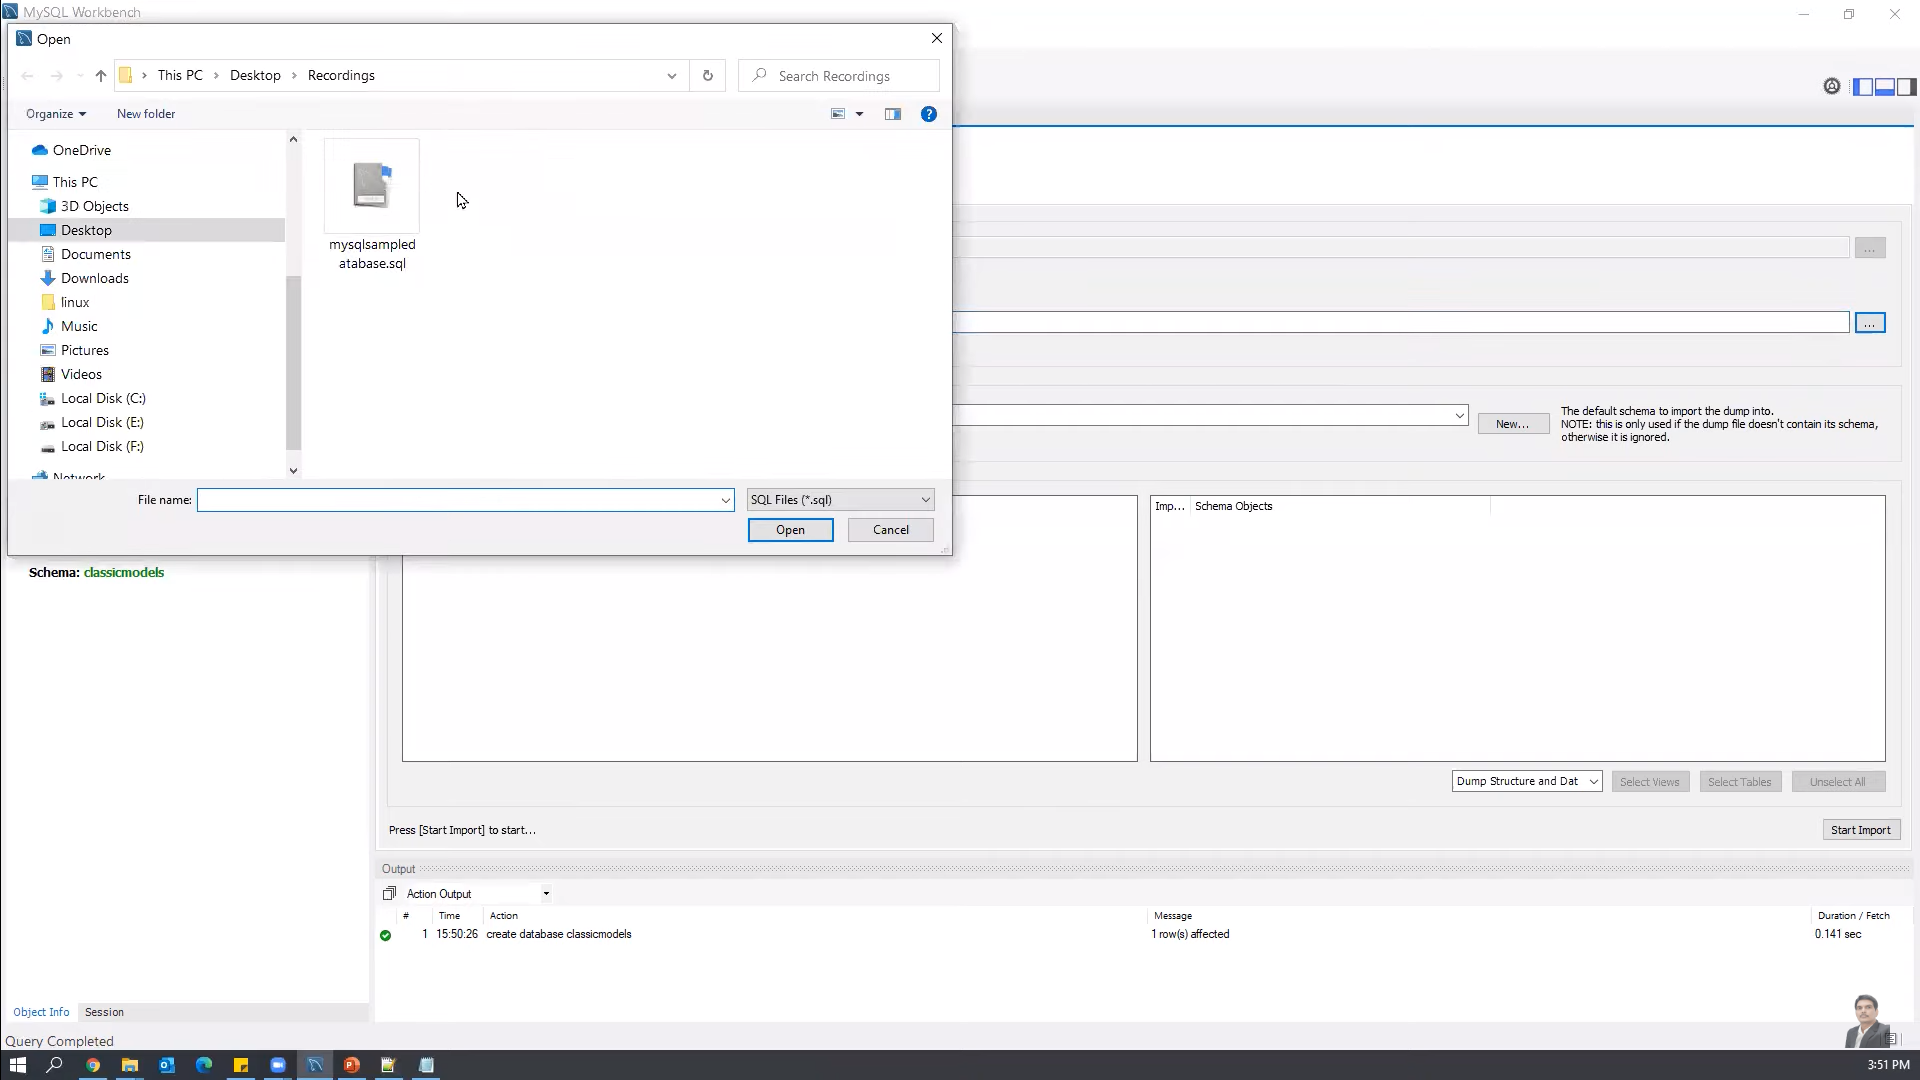 MySQL Workbench
Open
This PC
Desktop
Recordings
Search Recordings
Organize
New folder
OneDrive
This PC
3D Objects
Desktop
Documents
Downloads
linux
Music
Pictures
Videos
Local Disk (C:)
Local Disk (E:)
Local Disk (F:)
Network
mysqlsampled
atabase.sql
File name:
SQL Files (*.sql)
Open
Cancel
...
...
New...
The default schema to import the dump into.
NOTE: this is only used if the dump file doesn't contain its schema,
otherwise it is ignored.
Schema: classicmodels
Imp... Schema Objects
Dump Structure and Dat
Select Views
Select Tables
Unselect All
Press [Start Import] to start...
Start Import
Output
Action Output
# Time Action Message Duration / Fetch
1 15:50:26 create database classicmodels 1 row(s) affected 0.141 sec
Object Info Session
Query Completed
3:51 PM